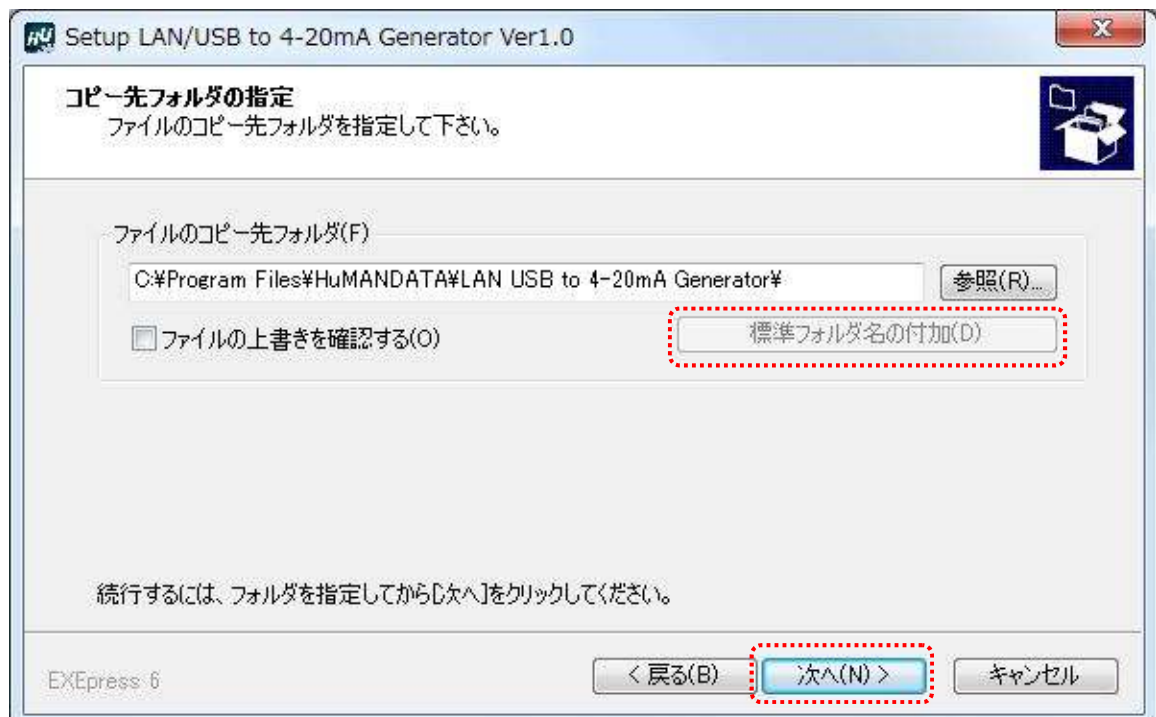 Setup LAN/USB to 4-20mA Generator Ver1.0
コピー先フォルダの指定
ファイルのコピー先フォルダを指定して下さい。
ファイルのコピー先フォルダ(F)
C:¥Program Files¥HuMANDATA¥LAN USB to 4-20mA Generator¥
参照(R)...
ファイルの上書きを確認する(O)
標準フォルダ名の付加(D)
続行するには、フォルダを指定してから[次へ]をクリックしてください。
EXEpress 6
< 戻る(B)
次へ(N) >
キャンセル